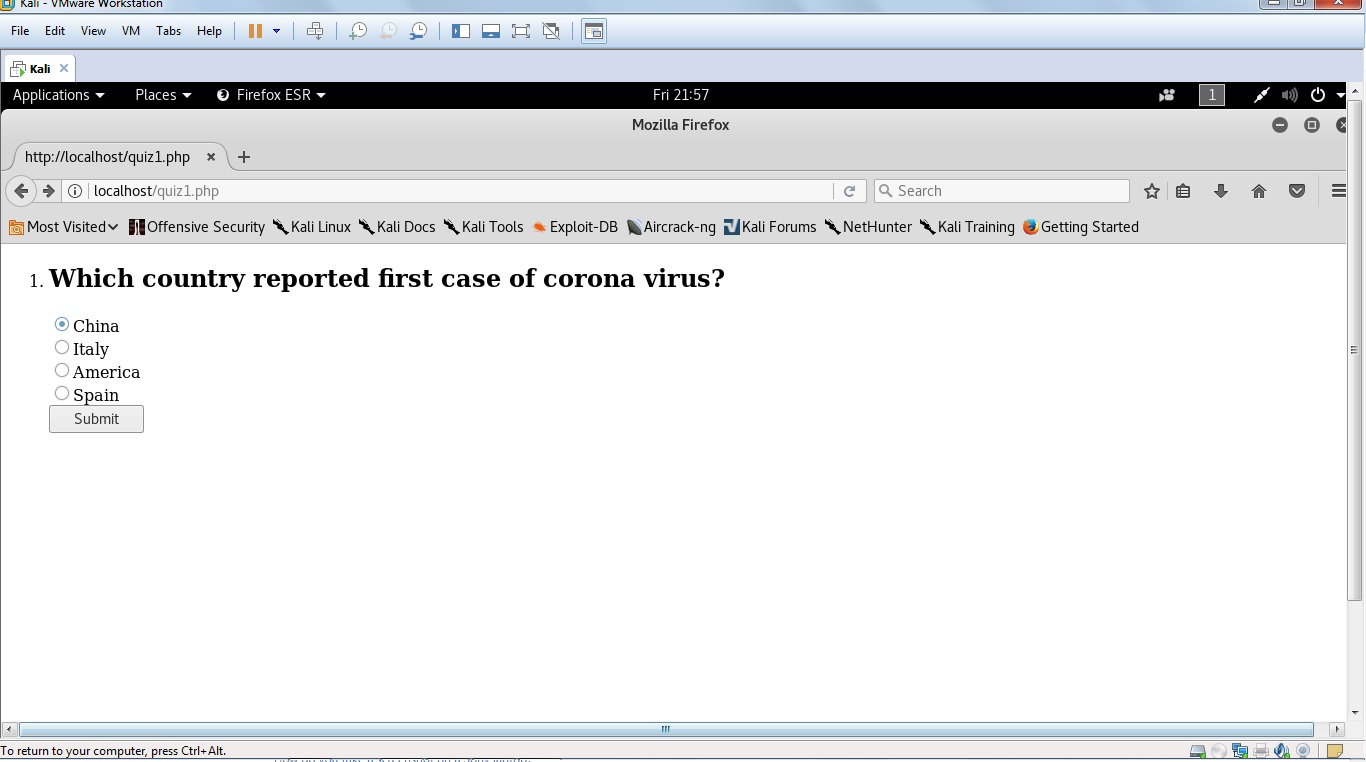 Kali - VMware Workstation
File Edit View VM Tabs Help
Kali
Applications Places Firefox ESR Fri 21:57 1
Mozilla Firefox
http://localhost/quiz1.php
localhost/quiz1.php Search
Most Visited Offensive Security Kali Linux Kali Docs Kali Tools Exploit-DB Aircrack-ng Kali Forums NetHunter Kali Training Getting Started
1. Which country reported first case of corona virus?
China
Italy
America
Spain
Submit
To return to your computer, press Ctrl+Alt.